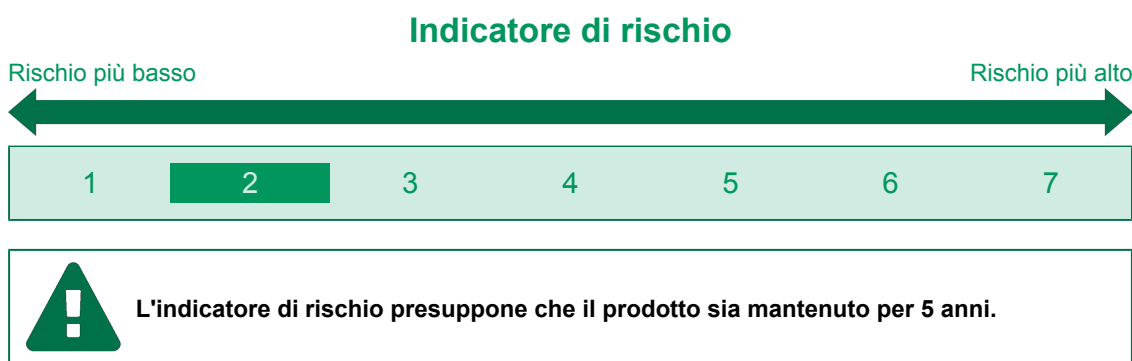 Indicatore di rischio
Rischio più basso Rischio più alto
1 2 3 4 5 6 7
L'indicatore di rischio presuppone che il prodotto sia mantenuto per 5 anni.